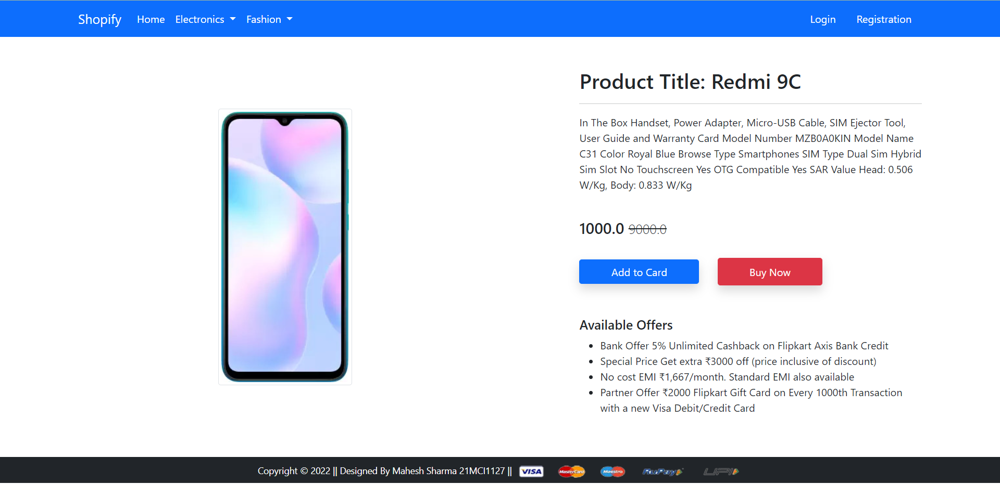 Shopify Home Electronics Fashion Login Registration
Product Title: Redmi 9C
In The Box Handset, Power Adapter, Micro-USB Cable, SIM Ejector Tool,
User Guide and Warranty Card Model Number MZB0A0KIN Model Name
C31 Color Royal Blue Browse Type Smartphones SIM Type Dual Sim Hybrid
Sim Slot No Touchscreen Yes OTG Compatible Yes SAR Value Head: 0.506
W/Kg, Body: 0.833 W/Kg
1000.0 9000.0
Add to Card Buy Now
Available Offers
Bank Offer 5% Unlimited Cashback on Flipkart Axis Bank Credit
Special Price Get extra ₹3000 off (price inclusive of discount)
No cost EMI ₹1,667/month. Standard EMI also available
Partner Offer ₹2000 Flipkart Gift Card on Every 1000th Transaction
with a new Visa Debit/Credit Card
Copyright © 2022 || Designed By Mahesh Sharma 21MCI1127 || VISA MasterCard Maestro RuPay UPI